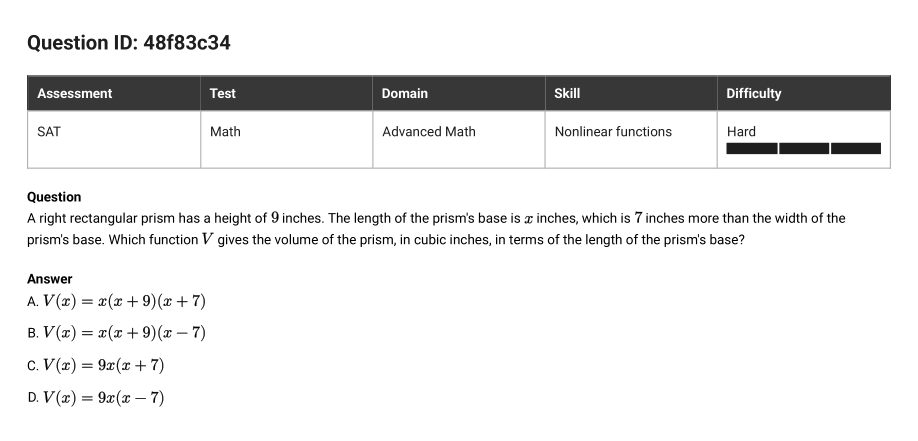 Question ID: 48f83c34
Assessment Test Domain Skill Difficulty
SAT Math Advanced Math Nonlinear functions Hard
Question
A right rectangular prism has a height of 9 inches. The length of the prism's base is x inches, which is 7 inches more than the width of the
prism's base. Which function V gives the volume of the prism, in cubic inches, in terms of the length of the prism's base?
Answer
A. V(x) = x(x + 9)(x + 7)
B. V(x) = x(x + 9)(x − 7)
C. V(x) = 9x(x + 7)
D. V(x) = 9x(x − 7)